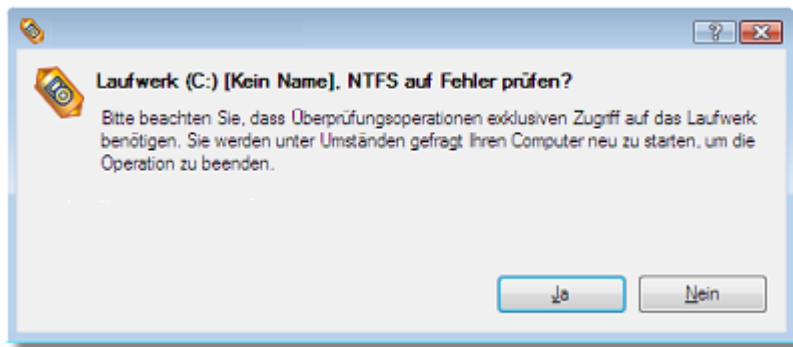 Laufwerk (C:) [Kein Name], NTFS auf Fehler prüfen?
Bitte beachten Sie, dass Überprüfungsoperationen exklusiven Zugriff auf das Laufwerk
benötigen. Sie werden unter Umständen gefragt Ihren Computer neu zu starten, um die
Operation zu beenden.
Ja
Nein